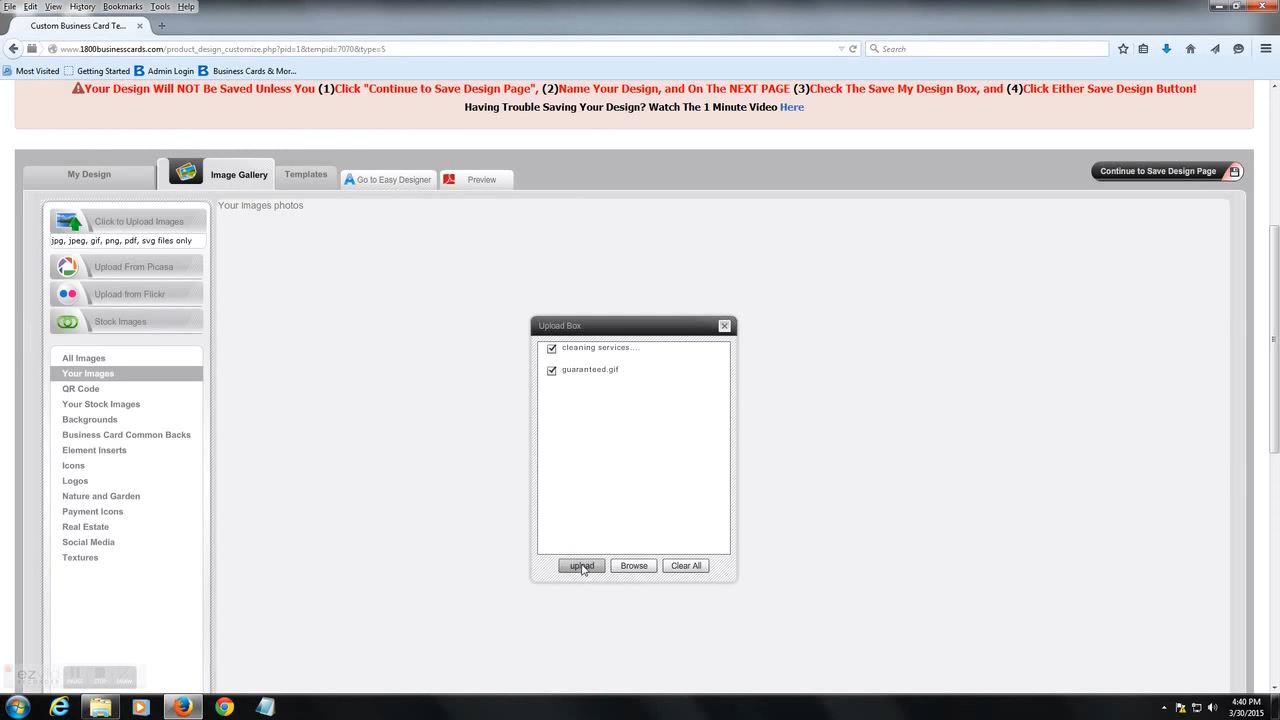 File Edit View History Bookmarks Tools Help
Custom Business Card Te...
www.1800businesscards.com/product_design_customize.php?pid=1&tempid=7070&type=S
Search
Most Visited Getting Started Admin Login Business Cards & Mor...
Your Design Will NOT Be Saved Unless You (1)Click "Continue to Save Design Page", (2)Name Your Design, and On The NEXT PAGE (3)Check The Save My Design Box, and (4)Click Either Save Design Button!
Having Trouble Saving Your Design? Watch The 1 Minute Video Here
My Design Image Gallery Templates Go to Easy Designer Preview Continue to Save Design Page
Click to Upload Images
jpg, jpeg, gif, png, pdf, svg files only
Upload From Picasa
Upload from Flickr
Stock Images
All Images
Your Images
QR Code
Your Stock Images
Backgrounds
Business Card Common Backs
Element Inserts
Icons
Logos
Nature and Garden
Payment Icons
Real Estate
Social Media
Textures
Your Images photos
Upload Box
cleaning services....
guaranteed.gif
upload Browse Clear All
ez
4:40 PM
3/30/2015